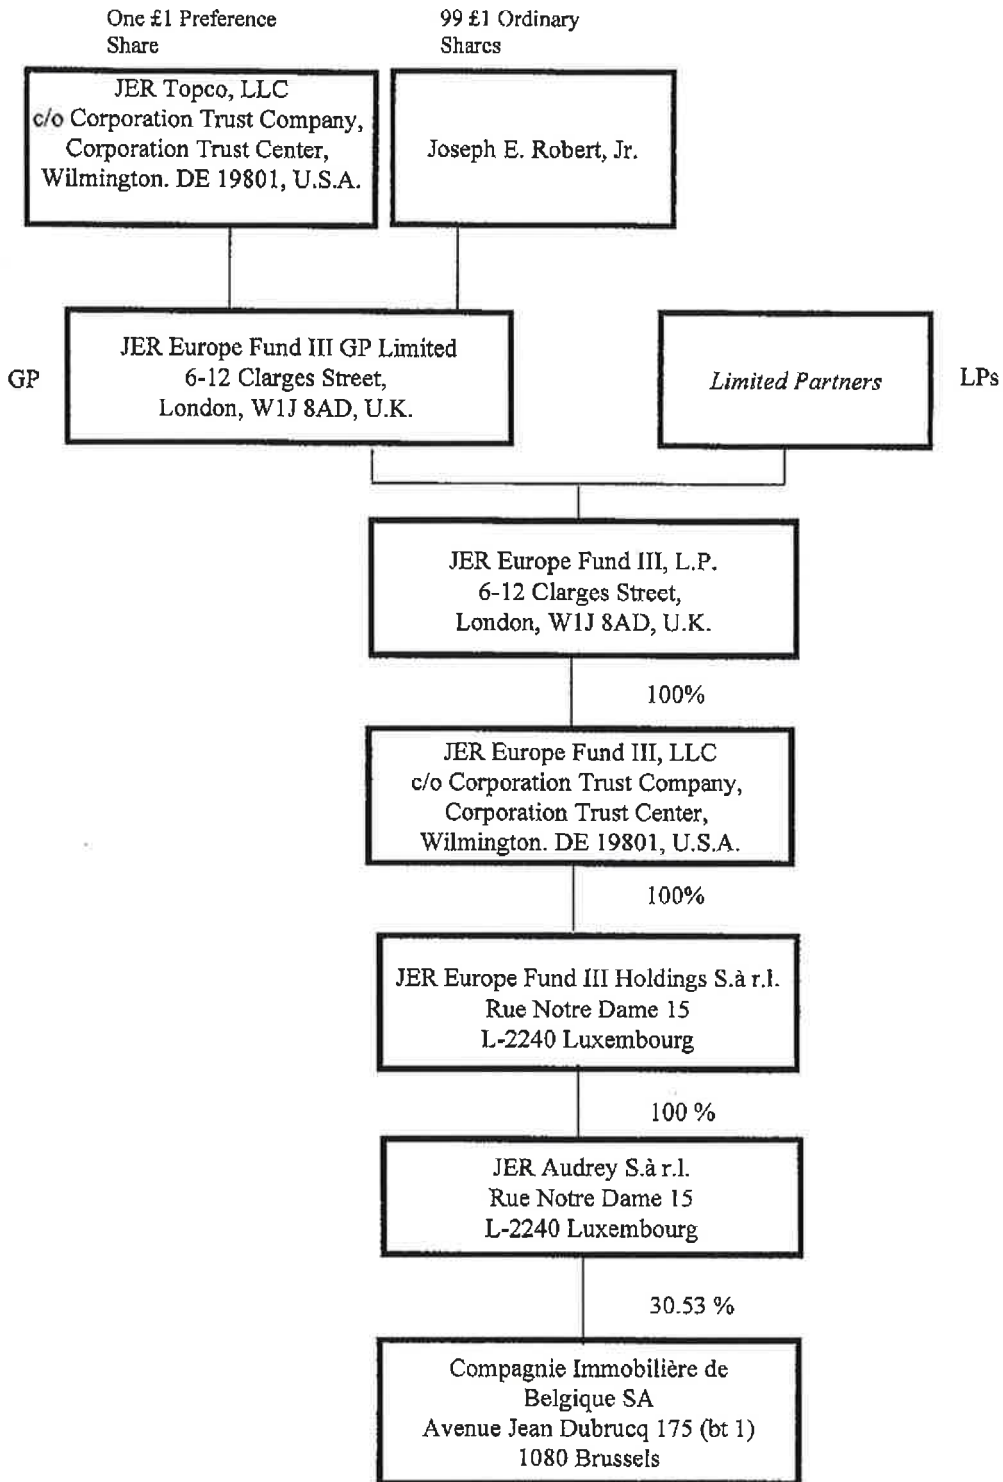 One £1 Preference
Share
99 £1 Ordinary
Shares
JER Topco, LLC
c/o Corporation Trust Company,
Corporation Trust Center,
Wilmington. DE 19801, U.S.A.
Joseph E. Robert, Jr.
GP
JER Europe Fund III GP Limited
6-12 Clarges Street,
London, W1J 8AD, U.K.
Limited Partners
LPs
JER Europe Fund III, L.P.
6-12 Clarges Street,
London, W1J 8AD, U.K.
100%
JER Europe Fund III, LLC
c/o Corporation Trust Company,
Corporation Trust Center,
Wilmington. DE 19801, U.S.A.
100%
JER Europe Fund III Holdings S.à r.l.
Rue Notre Dame 15
L-2240 Luxembourg
100 %
JER Audrey S.à r.l.
Rue Notre Dame 15
L-2240 Luxembourg
30.53 %
Compagnie Immobilière de
Belgique SA
Avenue Jean Dubrucq 175 (bt 1)
1080 Brussels